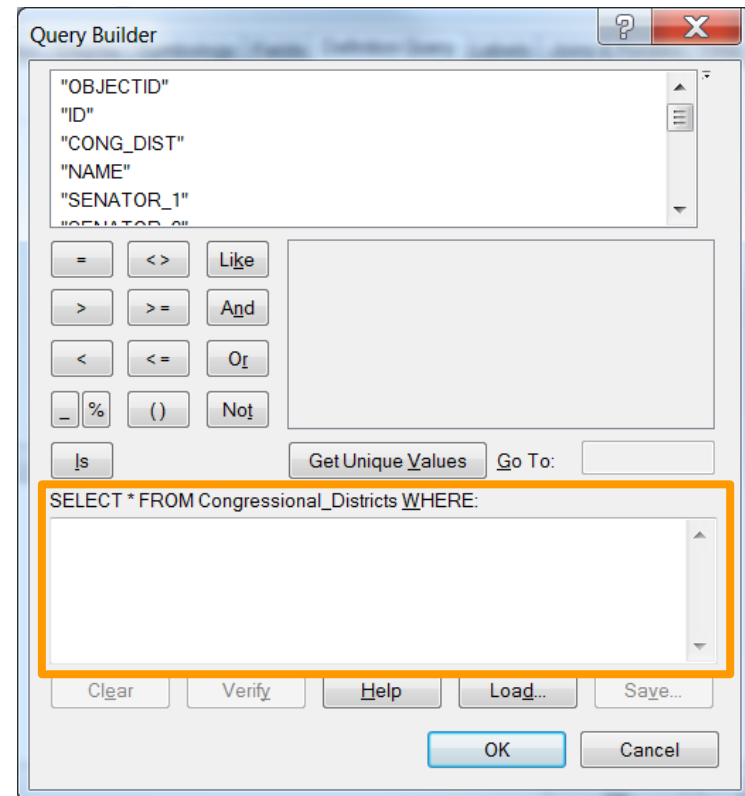 Query Builder
"OBJECTID"
"ID"
"CONG_DIST"
"NAME"
"SENATOR_1"
= <> Like
> >= And
< <= Or
_ % () Not
Is Get Unique Values Go To:
SELECT * FROM Congressional_Districts WHERE:
Clear Verify Help Load... Save...
OK Cancel